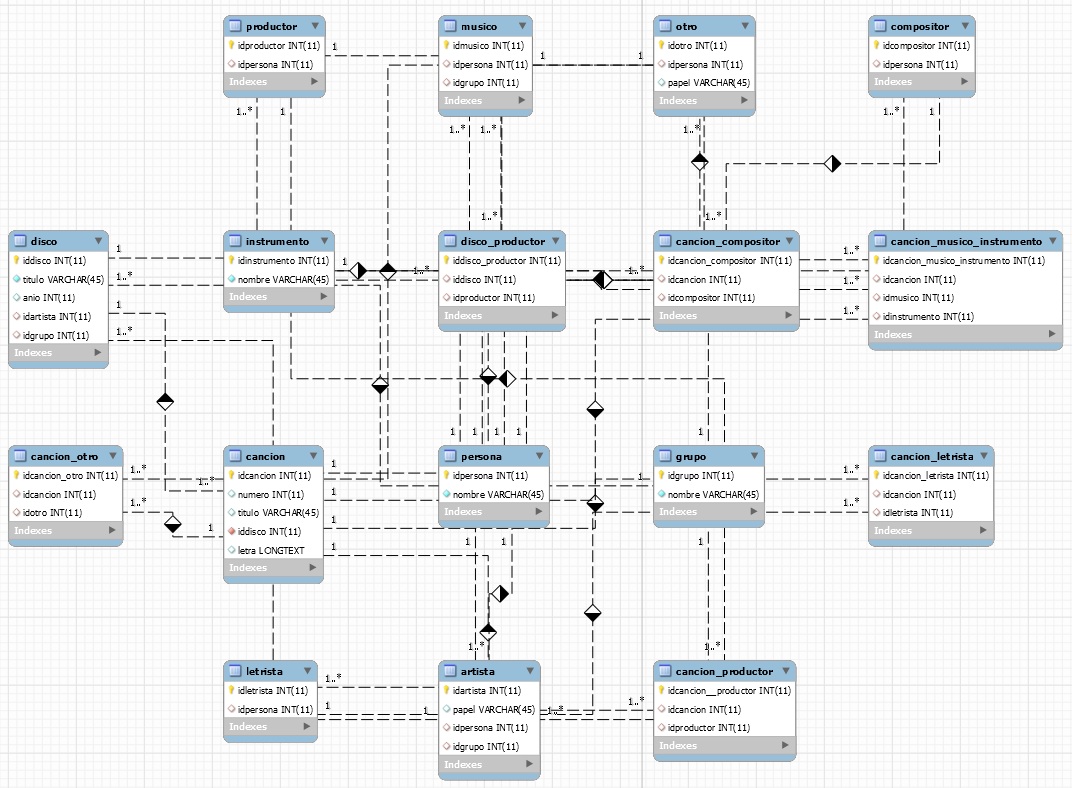 productor
idproductor INT(11)
idpersona INT(11)
Indexes
musico
idmusico INT(11)
idpersona INT(11)
idgrupo INT(11)
Indexes
otro
idotro INT(11)
idpersona INT(11)
papel VARCHAR(45)
Indexes
compositor
idcompositor INT(11)
idpersona INT(11)
Indexes
1
1
1
1..*
1
1..*
1..*
1..*
1..*
1
1..*
1..*
disco
iddisco INT(11)
titulo VARCHAR(45)
anio INT(11)
idartista INT(11)
idgrupo INT(11)
Indexes
1
1..*
1
1..*
instrumento
idinstrumento INT(11)
nombre VARCHAR(45)
Indexes
1
1..*
disco_productor
iddisco_productor INT(11)
iddisco INT(11)
idproductor INT(11)
Indexes
1..*
cancion_compositor
idcancion_compositor INT(11)
idcancion INT(11)
idcompositor INT(11)
Indexes
1..*
1..*
1..*
cancion_musico_instrumento
idcancion_musico_instrumento INT(11)
idcancion INT(11)
idmusico INT(11)
idinstrumento INT(11)
Indexes
1
1
1
1
1
cancion_otro
idcancion_otro INT(11)
idcancion INT(11)
idotro INT(11)
Indexes
1..*
1..*
1..*
1
cancion
idcancion INT(11)
numero INT(11)
titulo VARCHAR(45)
iddisco INT(11)
letra LONGTEXT
Indexes
1
1
1
1
persona
idpersona INT(11)
nombre VARCHAR(45)
Indexes
1
grupo
idgrupo INT(11)
nombre VARCHAR(45)
Indexes
1..*
1..*
cancion_letrista
idcancion_letrista INT(11)
idcancion INT(11)
idletrista INT(11)
Indexes
1
1
1
1..*
1..*
letrista
idletrista INT(11)
idpersona INT(11)
Indexes
1..*
1
1
artista
idartista INT(11)
papel VARCHAR(45)
idpersona INT(11)
idgrupo INT(11)
Indexes
1..*
1..*
cancion_productor
idcancion__productor INT(11)
idcancion INT(11)
idproductor INT(11)
Indexes